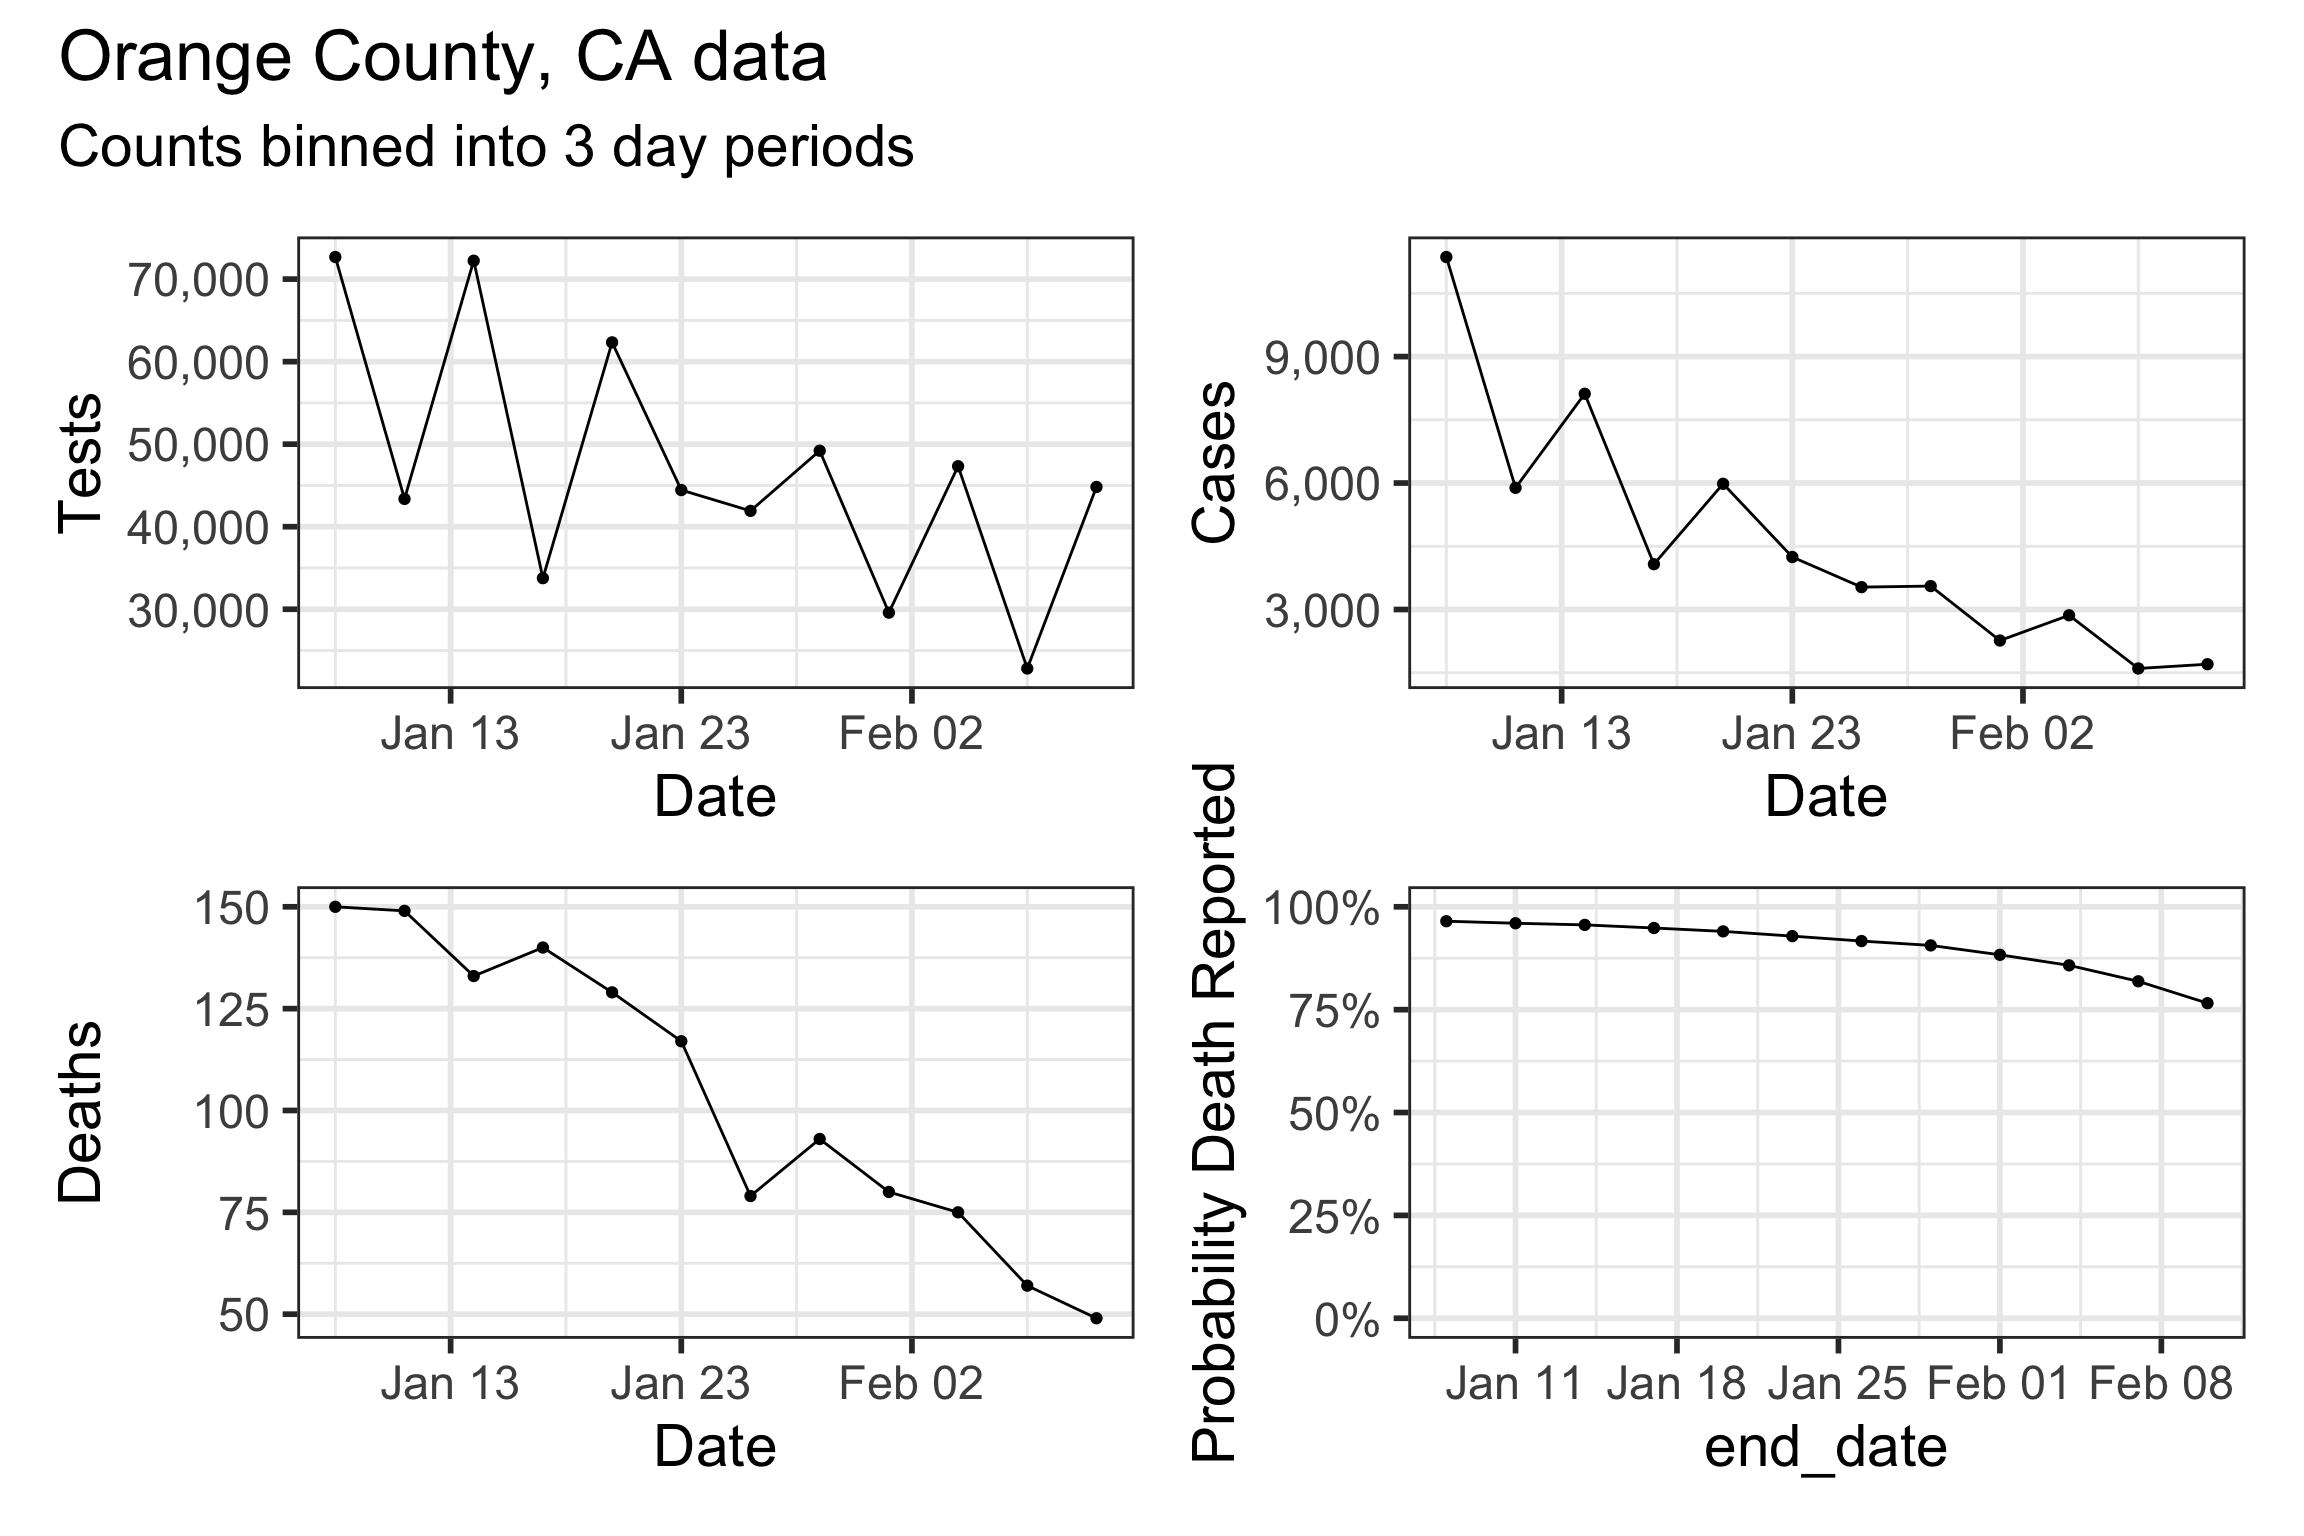 Orange County, CA data
Counts binned into 3 day periods
Tests
70,000
60,000
50,000
40,000
30,000
Jan 13 Jan 23 Feb 02
Date
Cases
9,000
6,000
3,000
Jan 13 Jan 23 Feb 02
Date
Deaths
150
125
100
75
50
Jan 13 Jan 23 Feb 02
Date
Probability Death Reported
100%
75%
50%
25%
0%
Jan 11 Jan 18 Jan 25 Feb 01 Feb 08
end_date